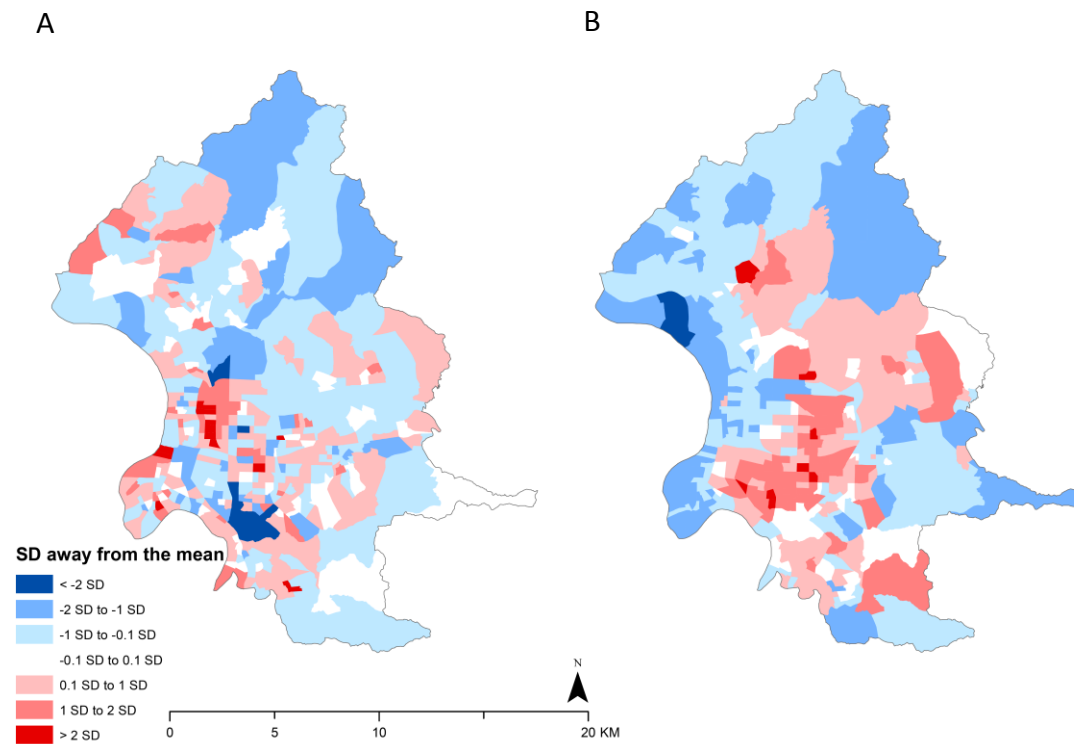 A
B
SD away from the mean
< -2 SD
-2 SD to -1 SD
-1 SD to -0.1 SD
-0.1 SD to 0.1 SD
0.1 SD to 1 SD
1 SD to 2 SD
> 2 SD
N
0 5 10 20 KM